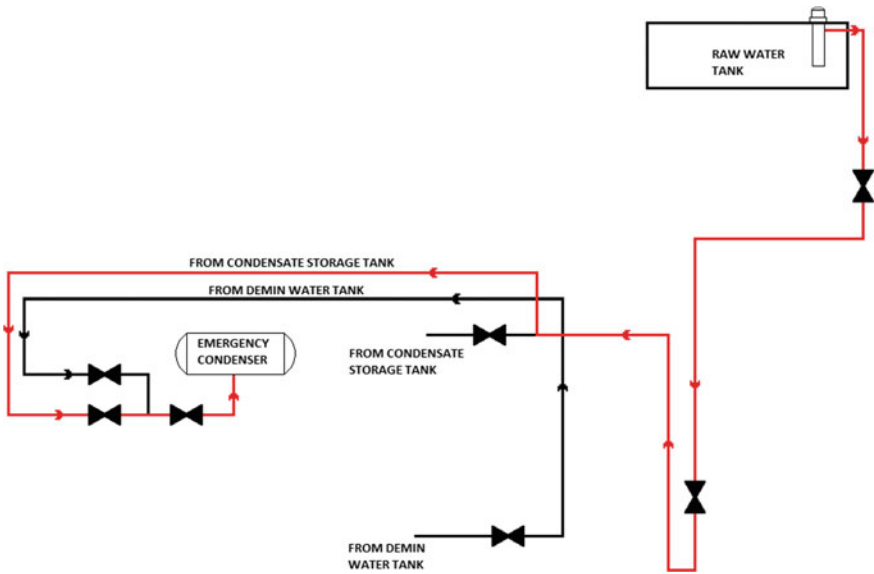 RAW WATER
TANK
FROM CONDENSATE STORAGE TANK
FROM DEMIN WATER TANK
EMERGENCY
CONDENSER
FROM CONDENSATE
STORAGE TANK
FROM DEMIN
WATER TANK